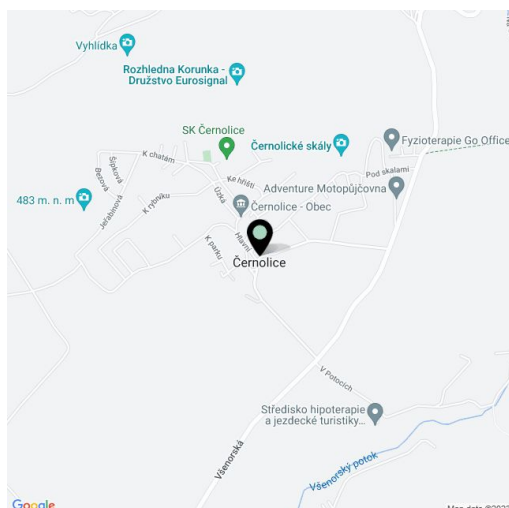 Vyhlídka
Rozhledna Korunka -
Družstvo Eurosignal
SK Černolice
Černolické skály
Fyzioterapie Go Office
K chatám
Pod skalami
Šípková
Bezová
Ke hřišti
Adventure Motopůjčovna
483 m. n. m
Jeřabinová
K rybníku
Úzká
Černolice - Obec
Hlavní
K parku
Černolice
V Potocích
Středisko hipoterapie
a jezdecké turistiky...
Všenorská
Všenorský potok
Google